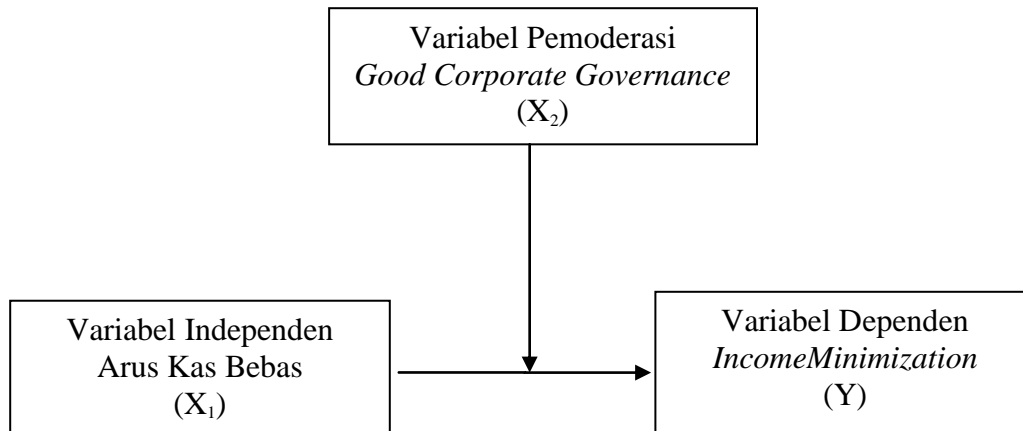 Variabel Pemoderasi
Good Corporate Governance
(X₂)
Variabel Independen
Arus Kas Bebas
(X₁)
Variabel Dependen
IncomeMinimization
(Y)